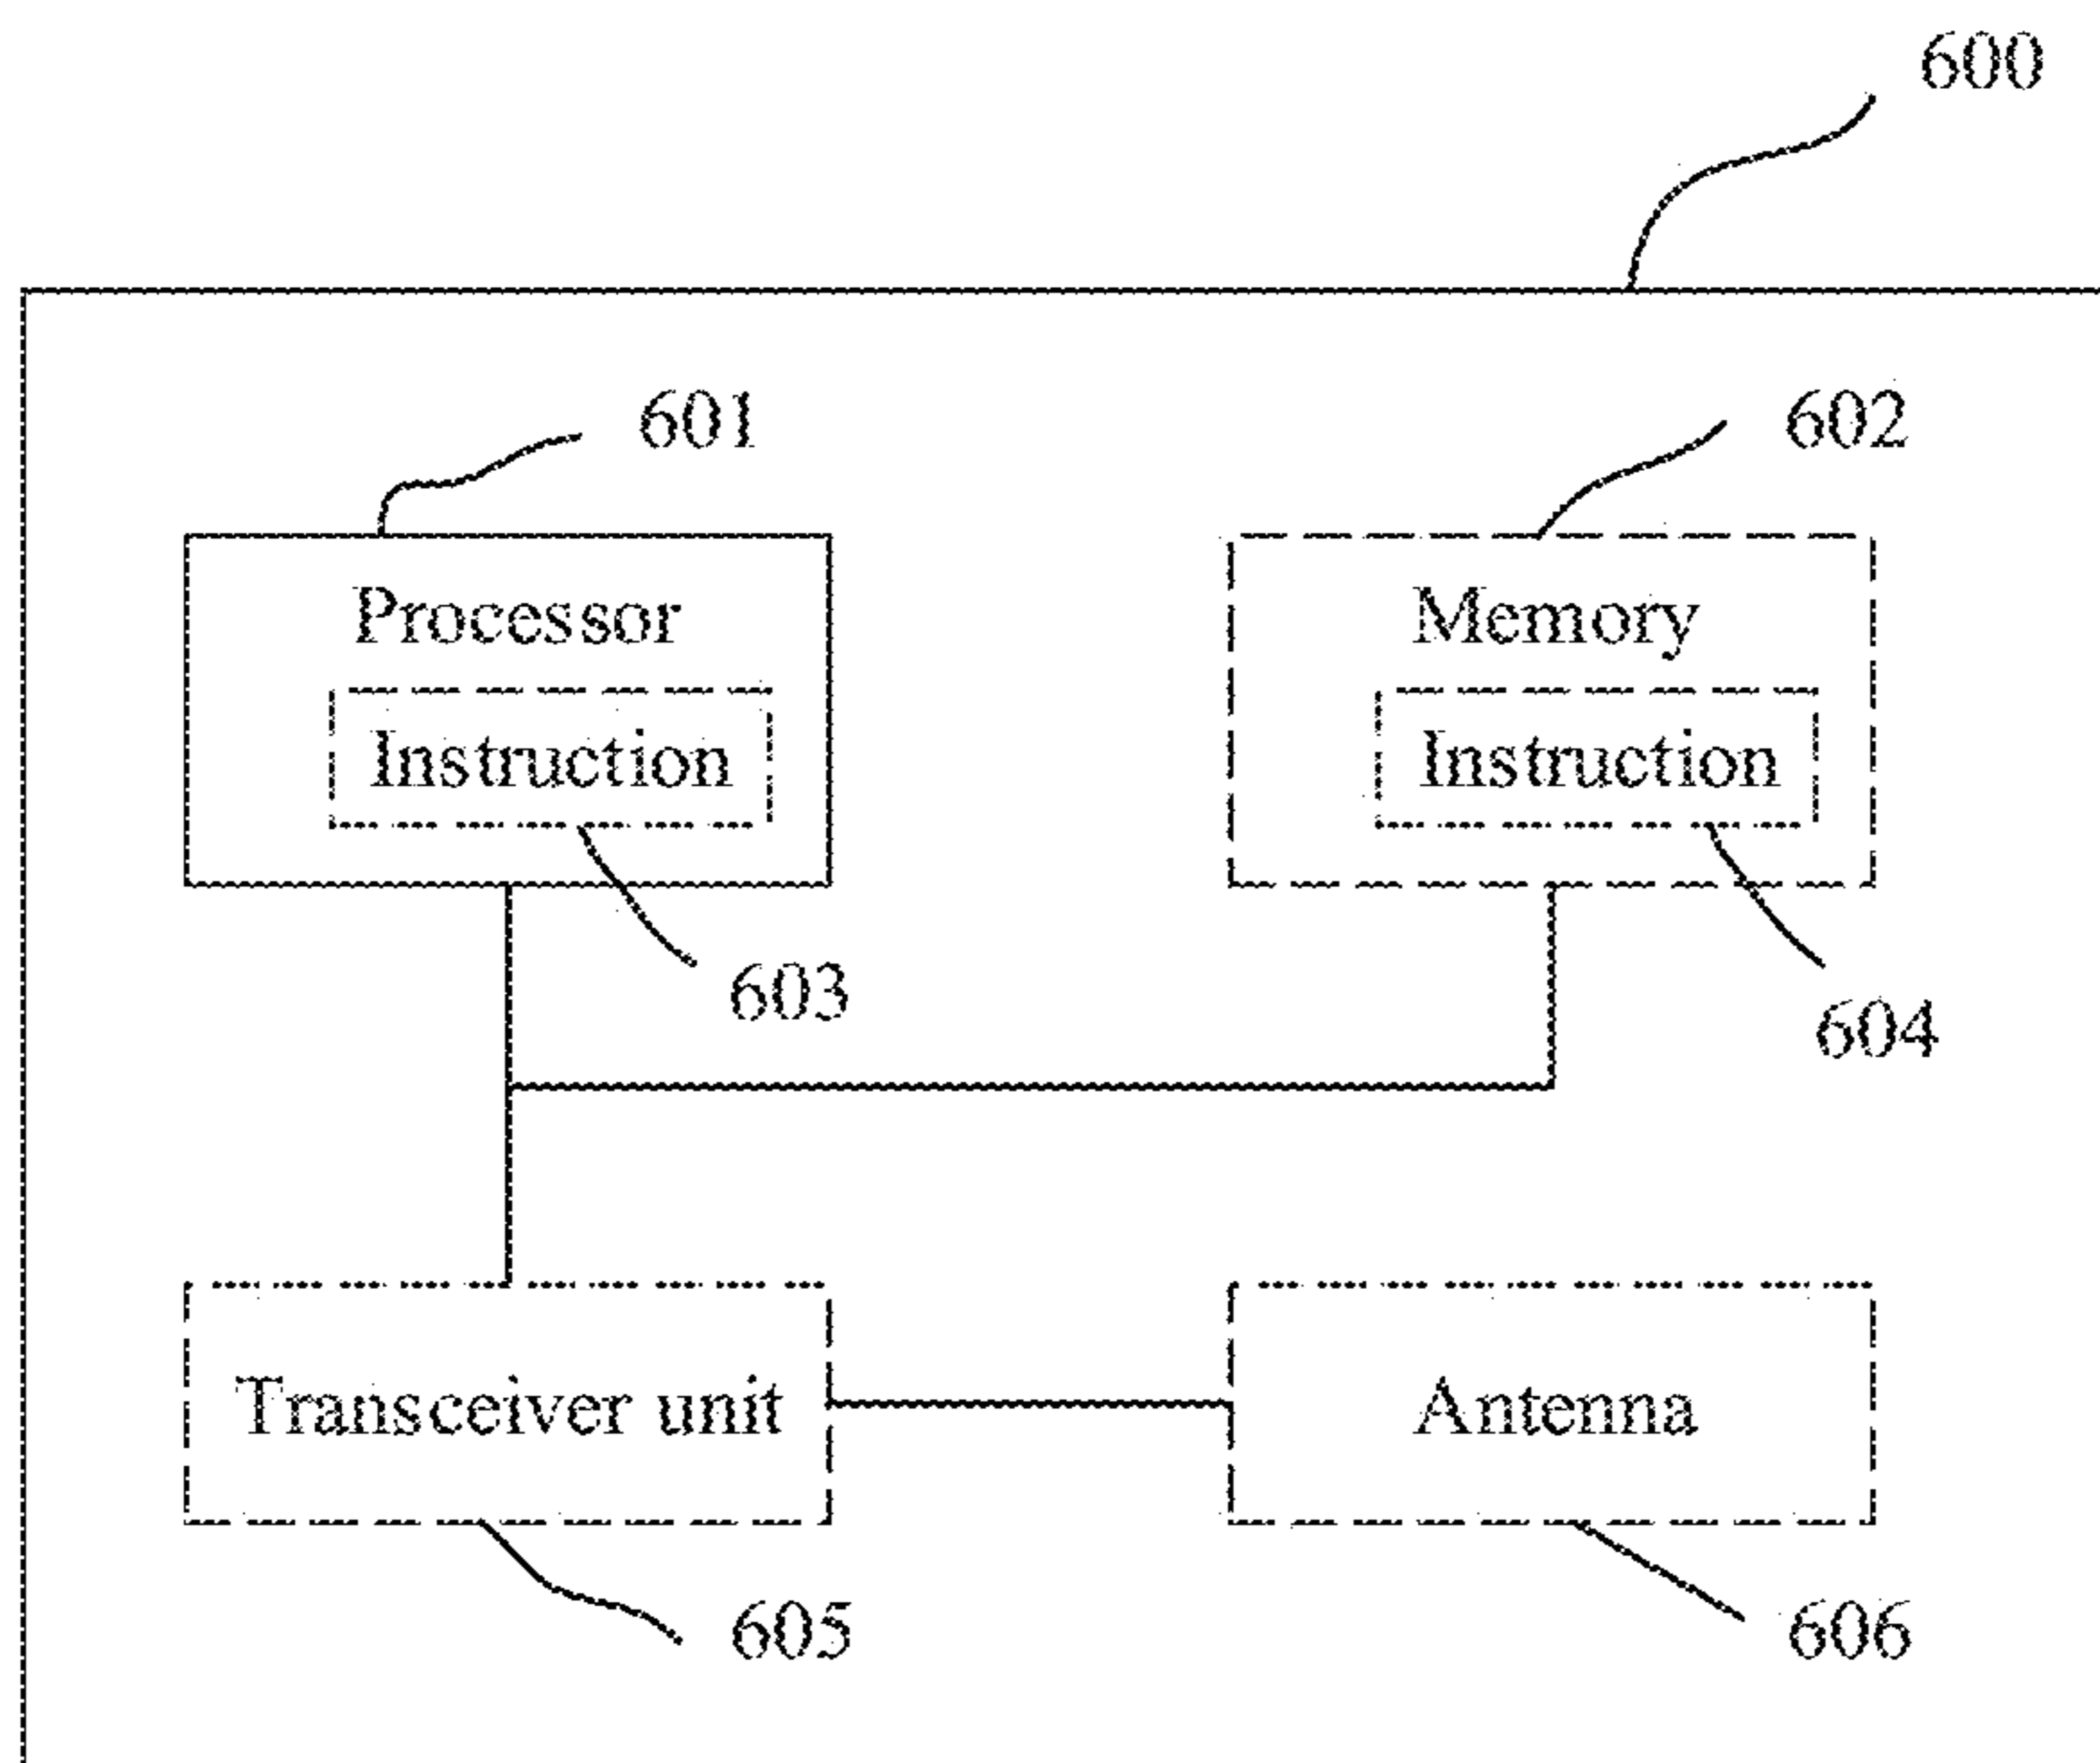 600
601
602
Processor
Memory
Instruction
Instruction
603
604
Transceiver unit
Antenna
605
606